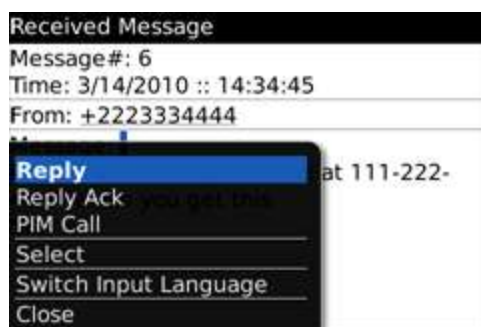 Received Message
Message#: 6
Time: 3/14/2010 :: 14:34:45
From: +2223334444
Message:
Reply
at 111-222-
Reply Ack
you get this
PIM Call
Select
Switch Input Language
Close